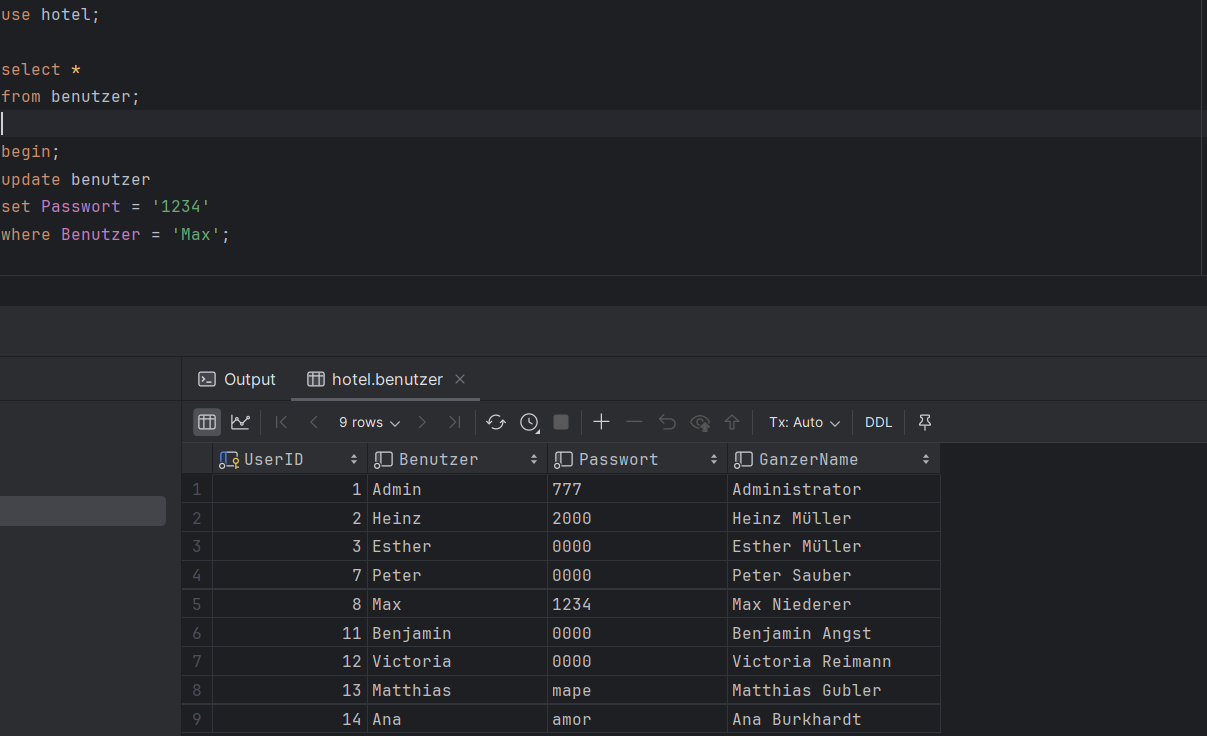 use hotel;
select *
from benutzer;
begin;
update benutzer
set Passwort = '1234'
where Benutzer = 'Max';
Output hotel.benutzer
9 rows Tx: Auto DDL
UserID Benutzer Passwort GanzerName
1 1 Admin 777 Administrator
2 2 Heinz 2000 Heinz Müller
3 3 Esther 0000 Esther Müller
4 7 Peter 0000 Peter Sauber
5 8 Max 1234 Max Niederer
6 11 Benjamin 0000 Benjamin Angst
7 12 Victoria 0000 Victoria Reimann
8 13 Matthias mape Matthias Gubler
9 14 Ana amor Ana Burkhardt